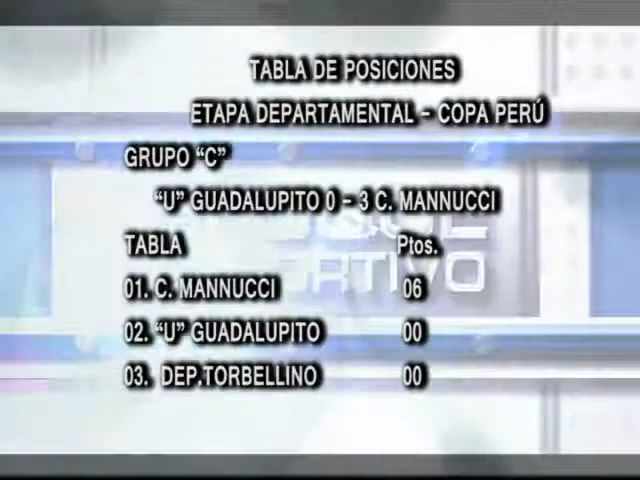 TABLA DE POSICIONES
ETAPA DEPARTAMENTAL - COPA PERÚ
GRUPO "C"
"U" GUADALUPITO 0 - 3 C. MANNUCCI
TABLA Ptos.
01. C. MANNUCCI 06
02. "U" GUADALUPITO 00
03. DEP.TORBELLINO 00